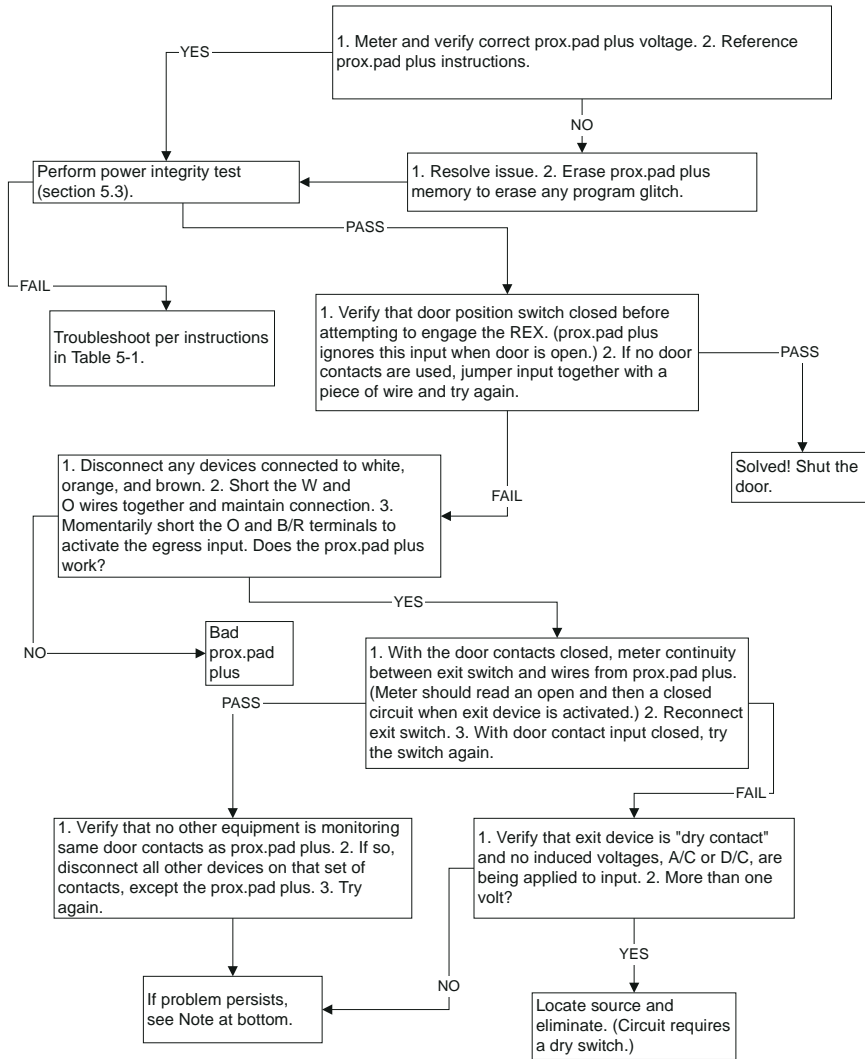 1. Meter and verify correct prox.pad plus voltage. 2. Reference
prox.pad plus instructions.
YES
NO
Perform power integrity test
(section 5.3).
1. Resolve issue. 2. Erase prox.pad plus
memory to erase any program glitch.
PASS
FAIL
Troubleshoot per instructions
in Table 5-1.
1. Verify that door position switch closed before
attempting to engage the REX. (prox.pad plus
ignores this input when door is open.) 2. If no door
contacts are used, jumper input together with a
piece of wire and try again.
PASS
Solved! Shut the
door.
FAIL
1. Disconnect any devices connected to white,
orange, and brown. 2. Short the W and
O wires together and maintain connection. 3.
Momentarily short the O and B/R terminals to
activate the egress input. Does the prox.pad plus
work?
YES
NO
Bad
prox.pad
plus
1. With the door contacts closed, meter continuity
between exit switch and wires from prox.pad plus.
(Meter should read an open and then a closed
circuit when exit device is activated.) 2. Reconnect
exit switch. 3. With door contact input closed, try
the switch again.
PASS
FAIL
1. Verify that no other equipment is monitoring
same door contacts as prox.pad plus. 2. If so,
disconnect all other devices on that set of
contacts, except the prox.pad plus. 3. Try
again.
1. Verify that exit device is "dry contact"
and no induced voltages, A/C or D/C, are
being applied to input. 2. More than one
volt?
YES
NO
If problem persists,
see Note at bottom.
Locate source and
eliminate. (Circuit requires
a dry switch.)